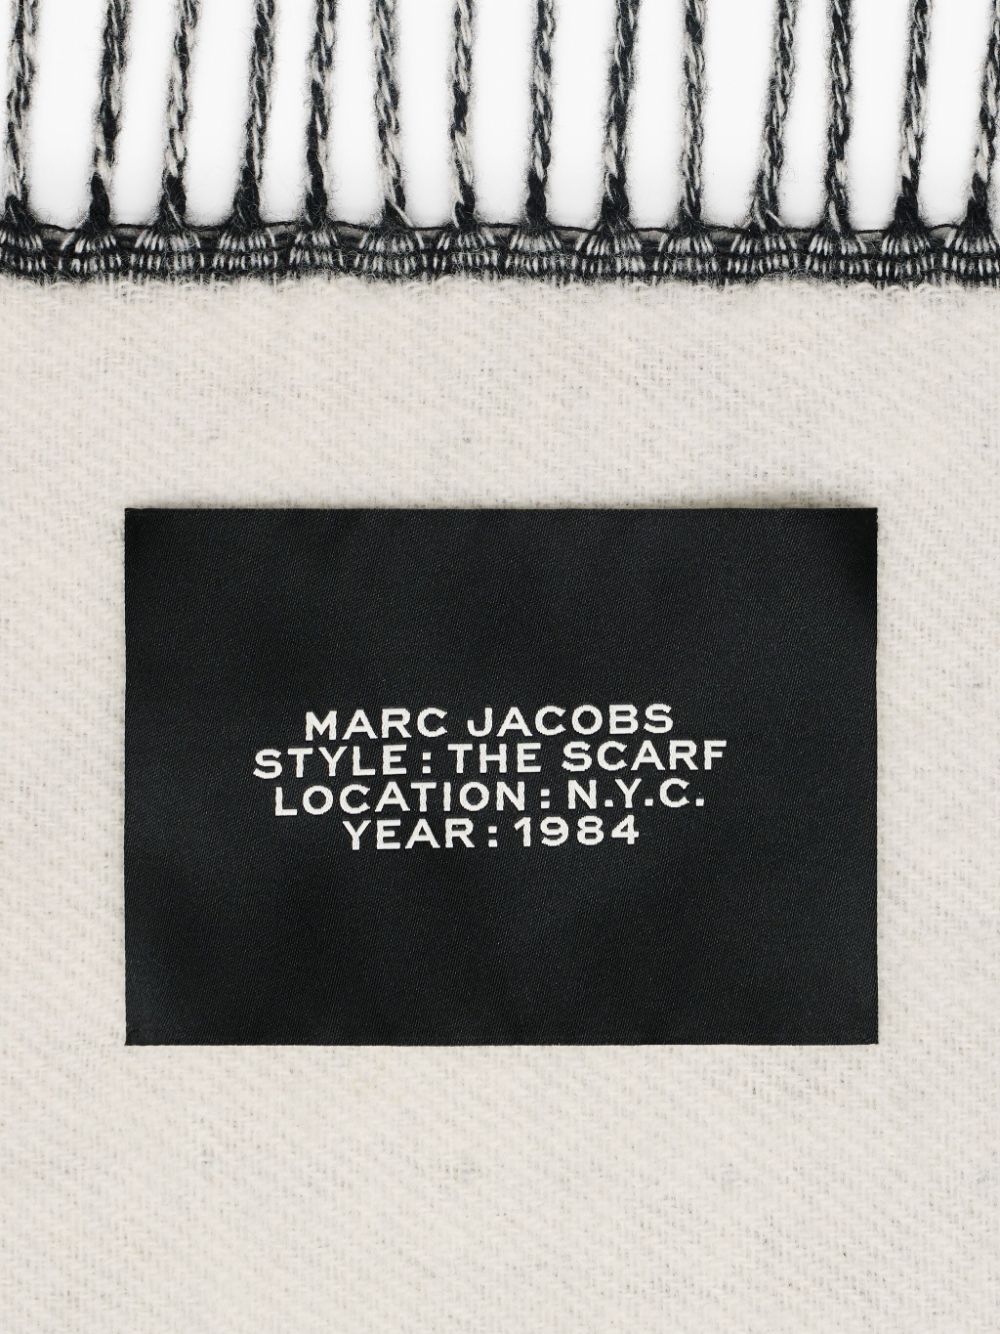 MARC JACOBS
STYLE : THE SCARF
LOCATION : N.Y.C.
YEAR : 1984